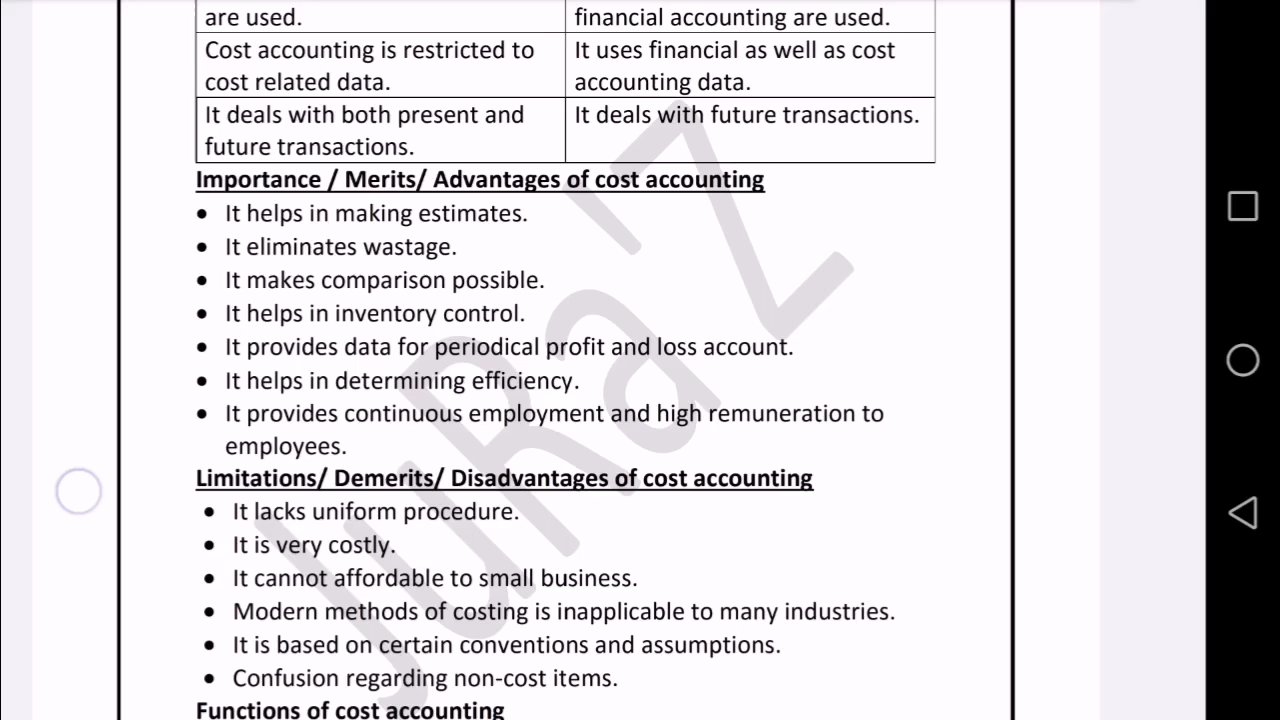 are used.
financial accounting are used.
Cost accounting is restricted to
cost related data.
It uses financial as well as cost
accounting data.
It deals with both present and
future transactions.
It deals with future transactions.
Importance / Merits/ Advantages of cost accounting
• It helps in making estimates.
• It eliminates wastage.
• It makes comparison possible.
• It helps in inventory control.
• It provides data for periodical profit and loss account.
• It helps in determining efficiency.
• It provides continuous employment and high remuneration to
employees.
Limitations/ Demerits/ Disadvantages of cost accounting
• It lacks uniform procedure.
• It is very costly.
• It cannot affordable to small business.
• Modern methods of costing is inapplicable to many industries.
• It is based on certain conventions and assumptions.
• Confusion regarding non-cost items.
Functions of cost accounting
JuRa'Z